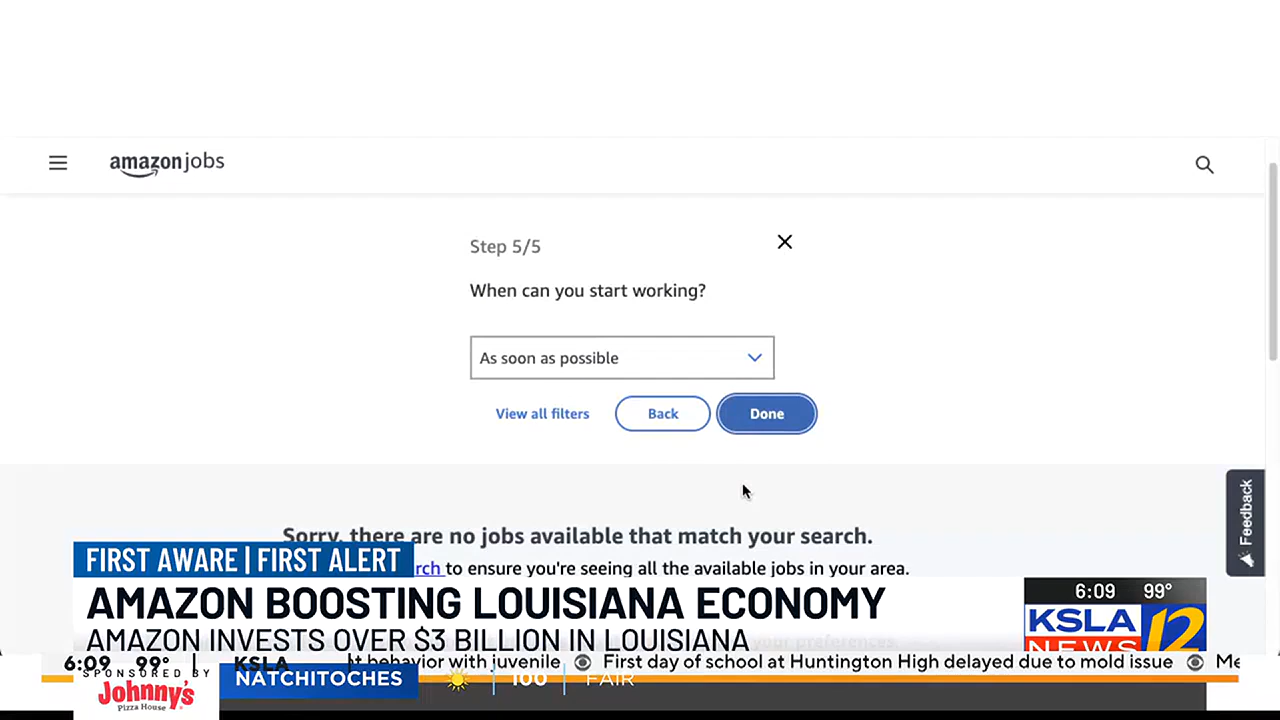 amazon jobs
Step 5/5
When can you start working?
As soon as possible
View all filters
Back
Done
Feedback
Sorry, there are no jobs available that match your search.
rch to ensure you're seeing all the available jobs in your area.
your preferences.
FIRST AWARE | FIRST ALERT
AMAZON BOOSTING LOUISIANA ECONOMY
AMAZON INVESTS OVER $3 BILLION IN LOUISIANA
6:09 99°
KSLA
NEWS 12
6:09 99° | KSLA
t behavior with juvenile First day of school at Huntington High delayed due to mold issue Me
SPONSORED BY
Johnny's
Pizza House
NATCHITOCHES
100
FAIR